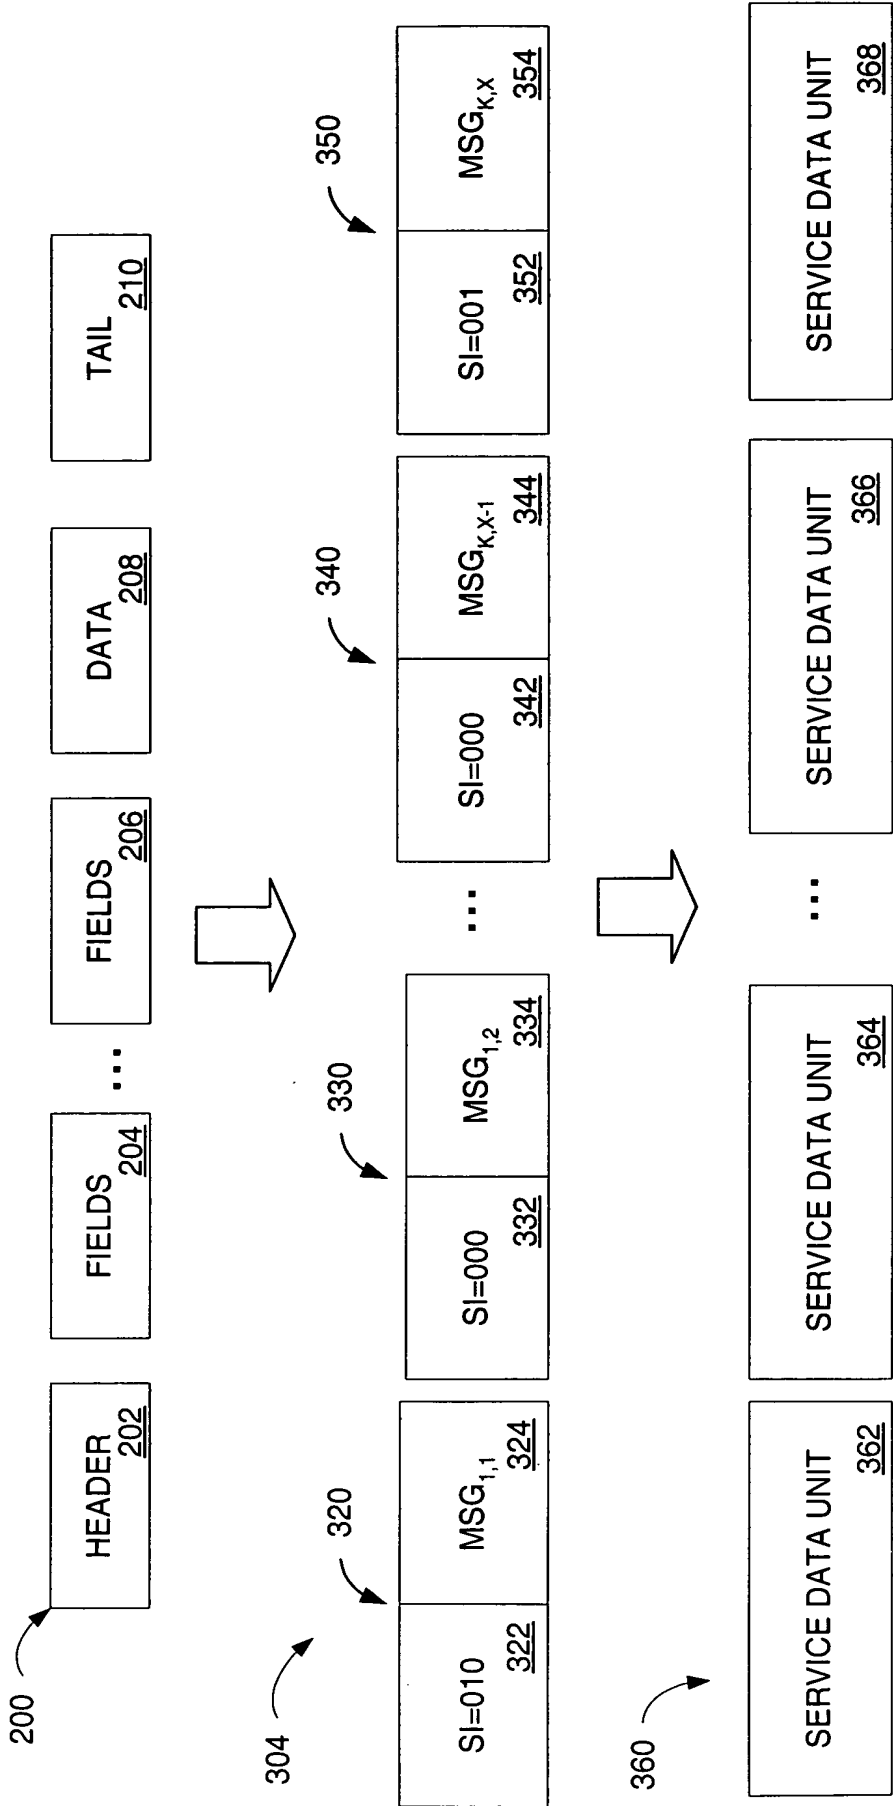 200
HEADER
202
FIELDS
204
...
FIELDS
206
DATA
208
TAIL
210
304
320
SI=010
322
MSG1,1
324
330
SI=000
332
MSG1,2
334
...
340
SI=000
342
MSGK,X-1
344
350
SI=001
352
MSGK,X
354
360
SERVICE DATA UNIT
362
SERVICE DATA UNIT
364
...
SERVICE DATA UNIT
366
SERVICE DATA UNIT
368